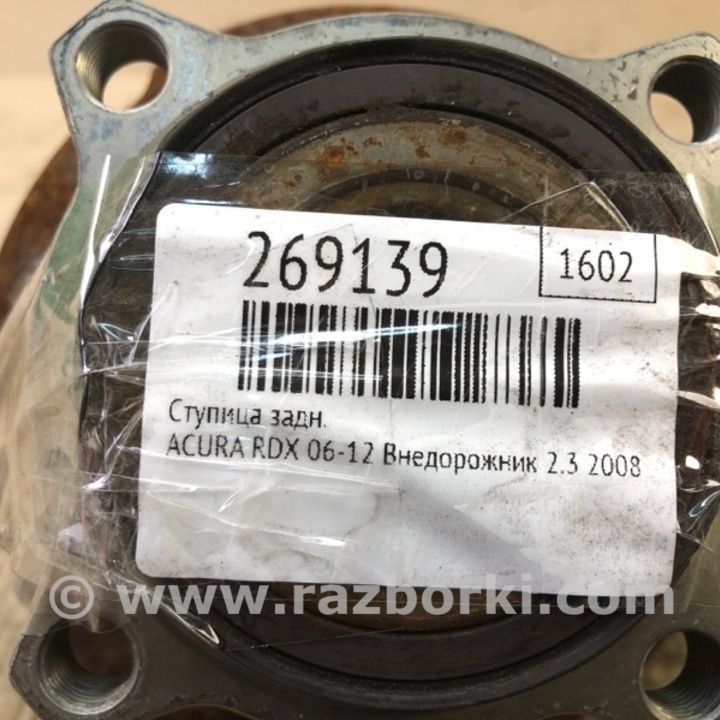 269139
1602
Ступица задн.
ACURA RDX 06-12 Внедорожник 2.3 2008
© www.razborki.com